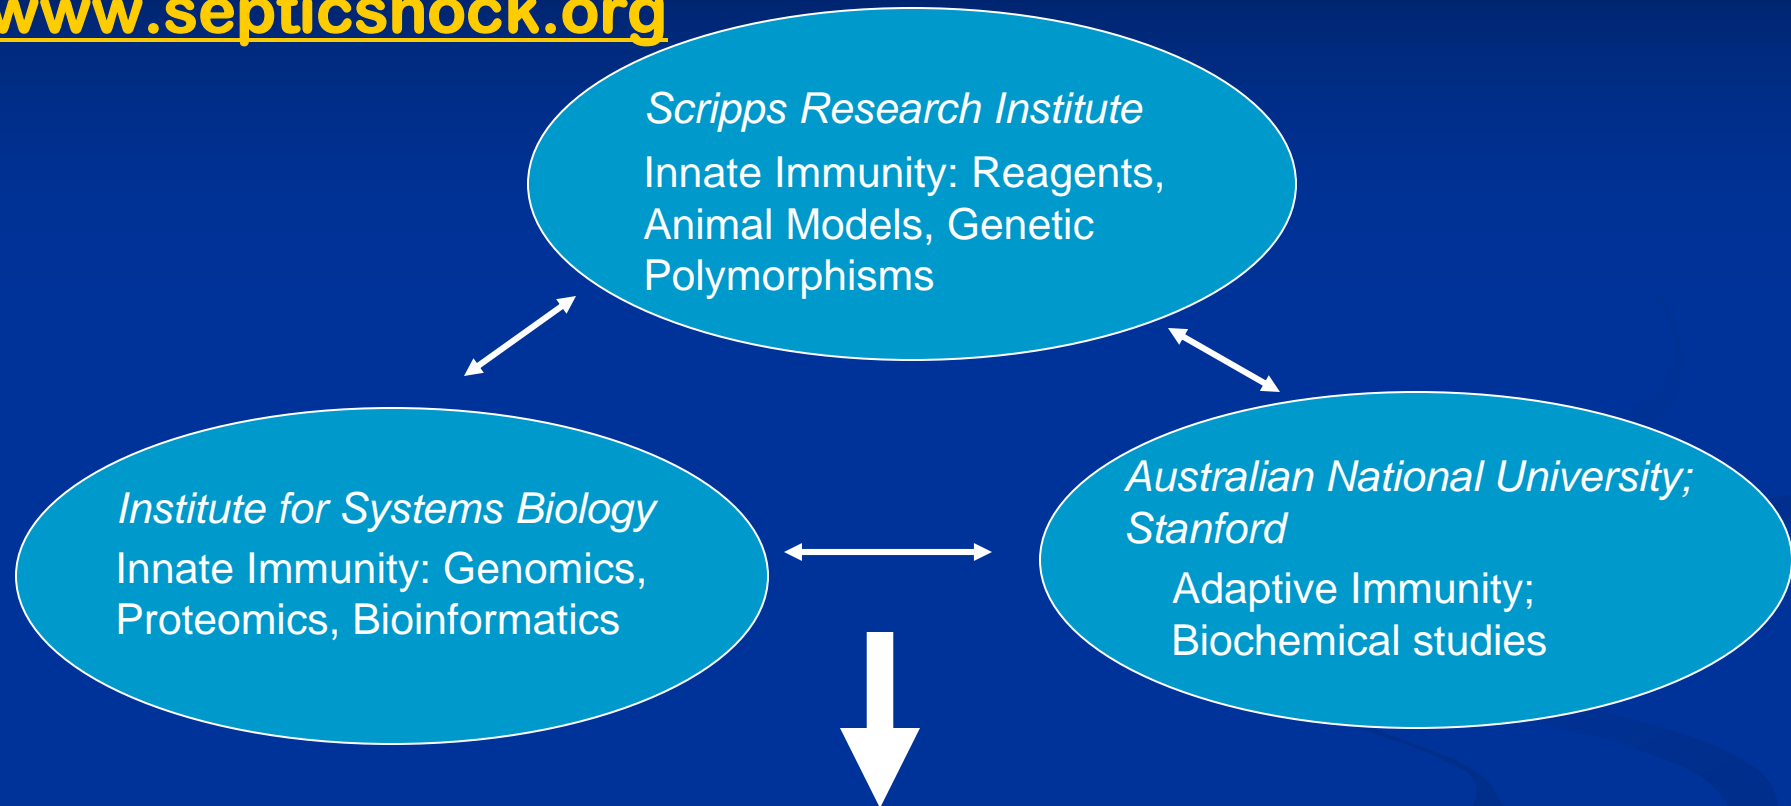 www.septicshock.org
Scripps Research Institute
Innate Immunity: Reagents,
Animal Models, Genetic
Polymorphisms
Institute for Systems Biology
Innate Immunity: Genomics,
Proteomics, Bioinformatics
Australian National University;
Stanford
Adaptive Immunity;
Biochemical studies